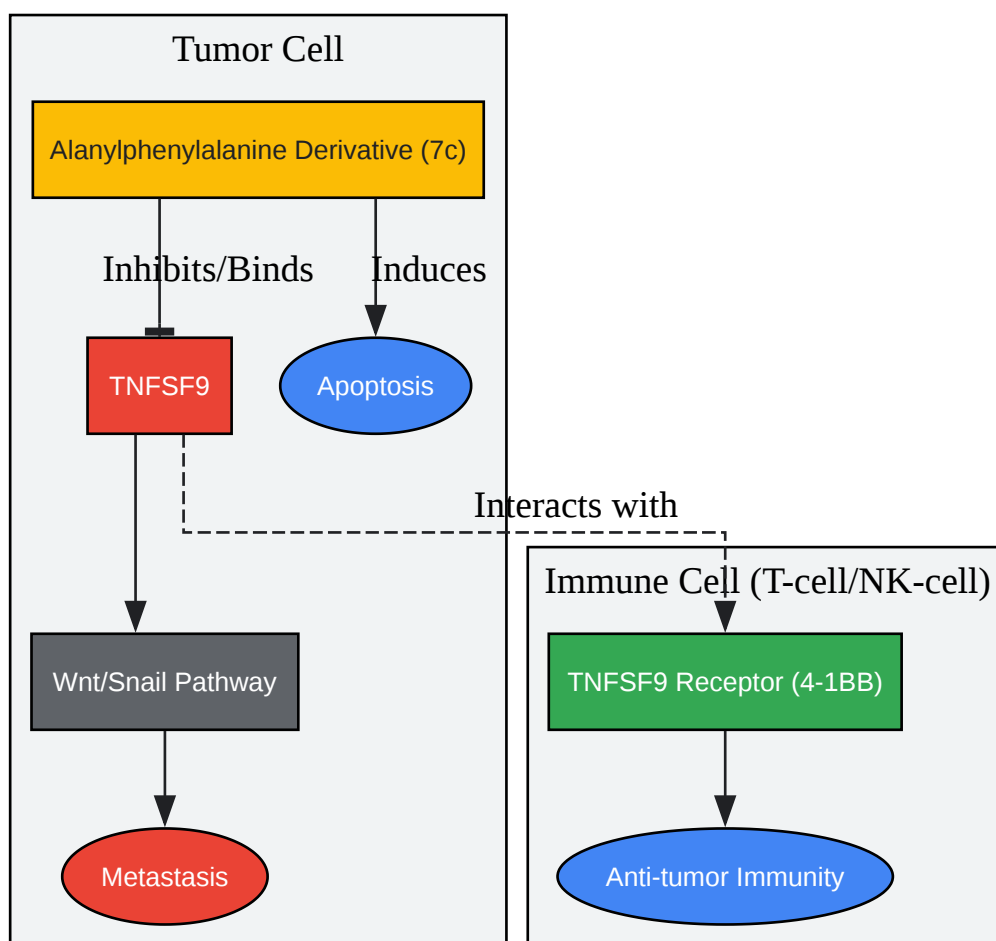 Tumor Cell
Alanylphenylalanine Derivative (7c)
Inhibits/Binds
Induces
TNFSF9
Apoptosis
Interacts with
Immune Cell (T-cell/NK-cell)
Wnt/Snail Pathway
TNFSF9 Receptor (4-1BB)
Metastasis
Anti-tumor Immunity